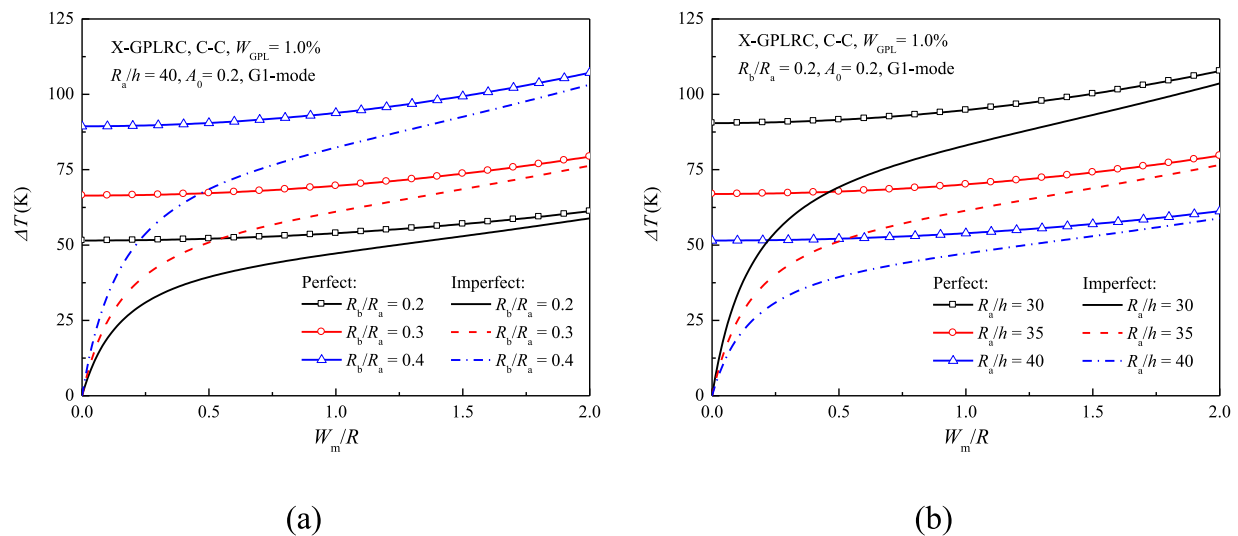 125
100
75
50
25
0
ΔT (K)
X-GPLRC, C-C, W_GPL = 1.0%
R_a/h = 40, A_0 = 0.2, G1-mode
Perfect: Imperfect:
R_b/R_a = 0.2 R_b/R_a = 0.2
R_b/R_a = 0.3 R_b/R_a = 0.3
R_b/R_a = 0.4 R_b/R_a = 0.4
0.0 0.5 1.0 1.5 2.0
W_m/R
(a)
125
100
75
50
25
0
ΔT (K)
X-GPLRC, C-C, W_GPL = 1.0%
R_b/R_a = 0.2, A_0 = 0.2, G1-mode
Perfect: Imperfect:
R_a/h = 30 R_a/h = 30
R_a/h = 35 R_a/h = 35
R_a/h = 40 R_a/h = 40
0.0 0.5 1.0 1.5 2.0
W_m/R
(b)